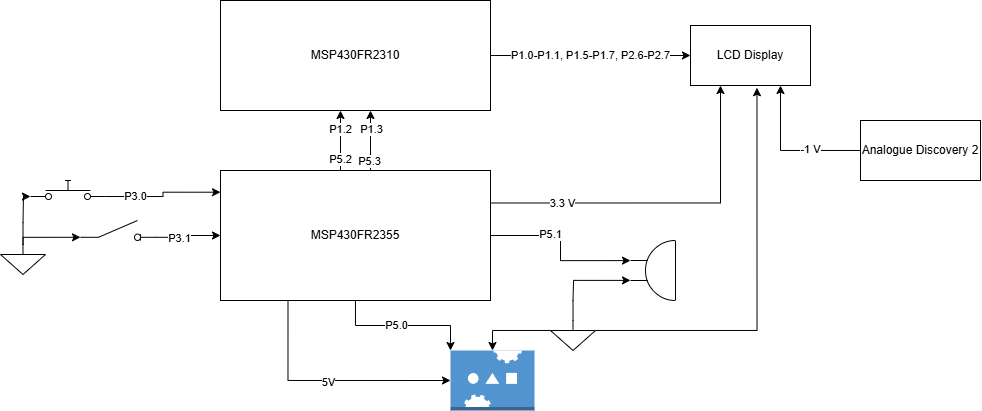 MSP430FR2310
P1.0-P1.1, P1.5-P1.7, P2.6-P2.7
LCD Display
P1.2
P1.3
P5.2
P5.3
-1 V
Analogue Discovery 2
P3.0
3.3 V
P3.1
MSP430FR2355
P5.1
P5.0
5V